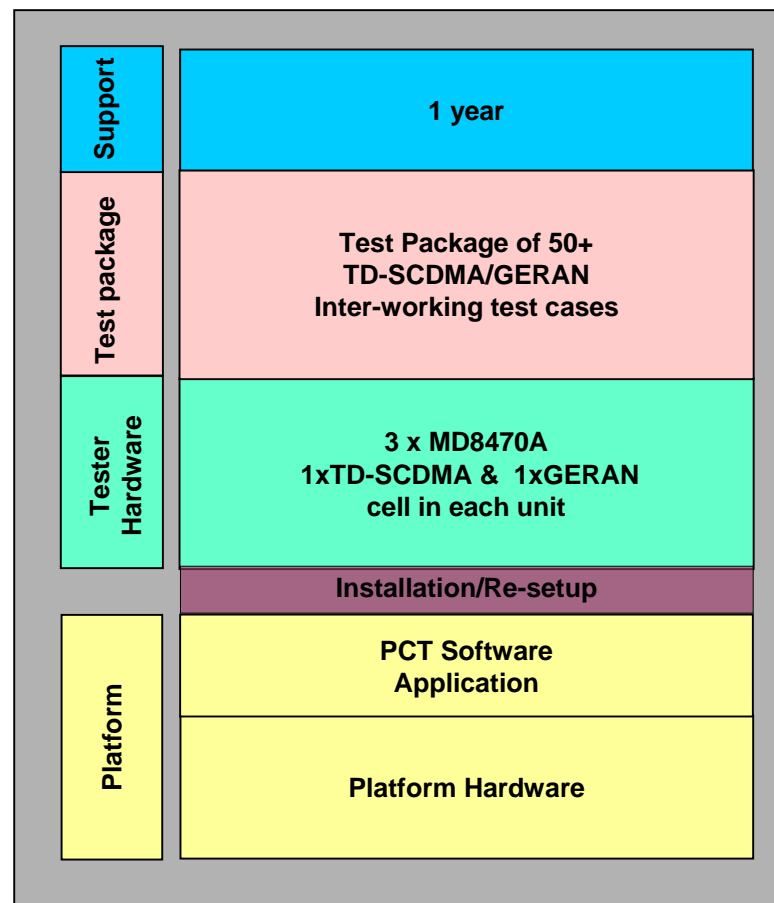 Support
1 year
Test package
Test Package of 50+
TD-SCDMA/GERAN
Inter-working test cases
Tester
Hardware
3 x MD8470A
1xTD-SCDMA & 1xGERAN
cell in each unit
Installation/Re-setup
Platform
PCT Software
Application
Platform Hardware